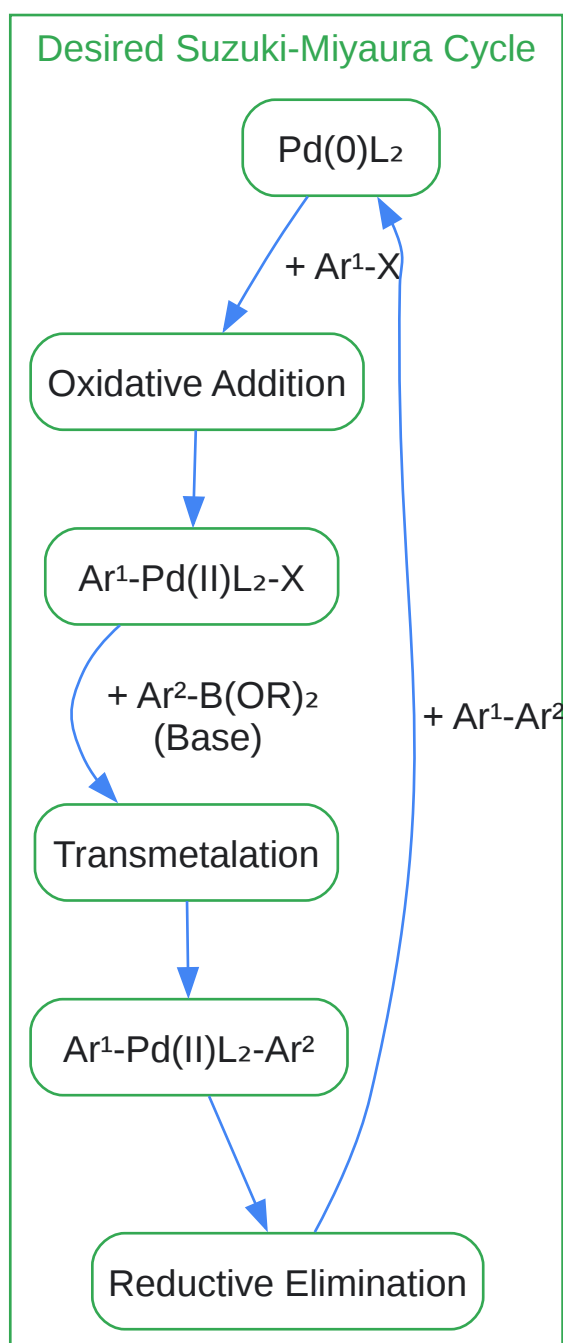 Desired Suzuki-Miyaura Cycle
Pd(0)L₂
+ Ar¹-X
Oxidative Addition
Ar¹-Pd(II)L₂-X
+ Ar²-B(OR)₂
(Base)
+ Ar¹-Ar²
Transmetalation
Ar¹-Pd(II)L₂-Ar²
Reductive Elimination